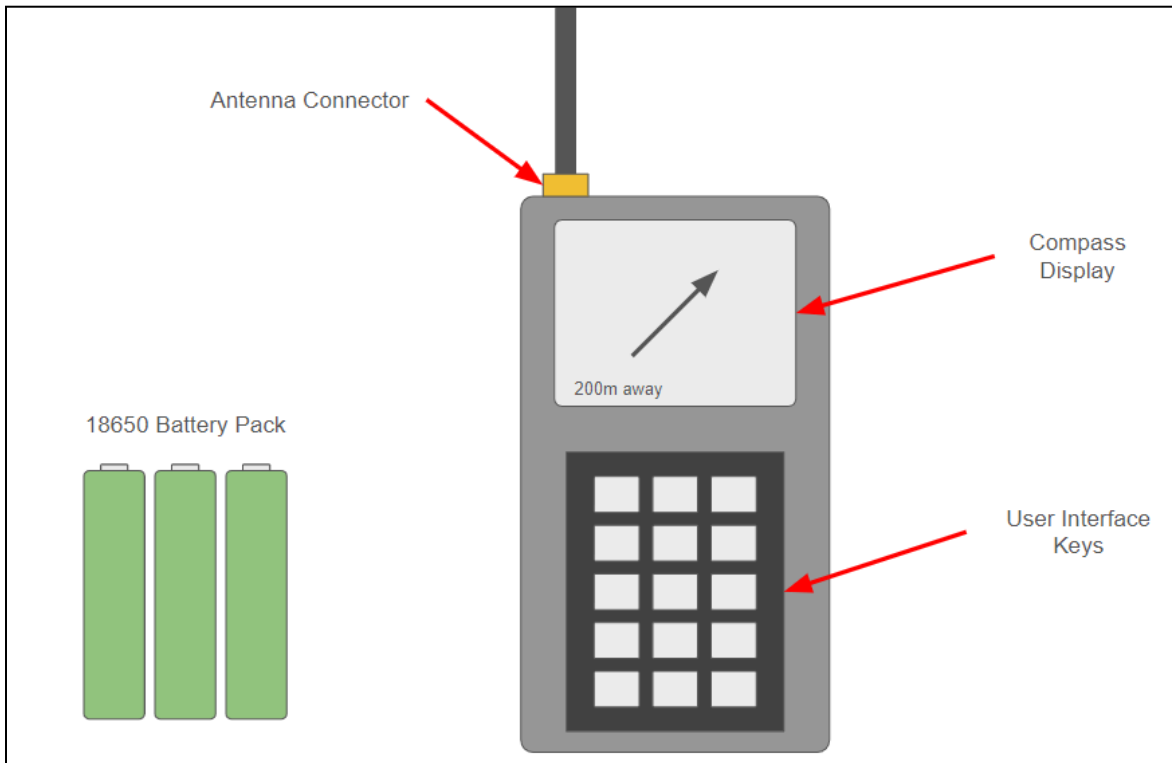 Antenna Connector
Compass
Display
200m away
18650 Battery Pack
User Interface
Keys